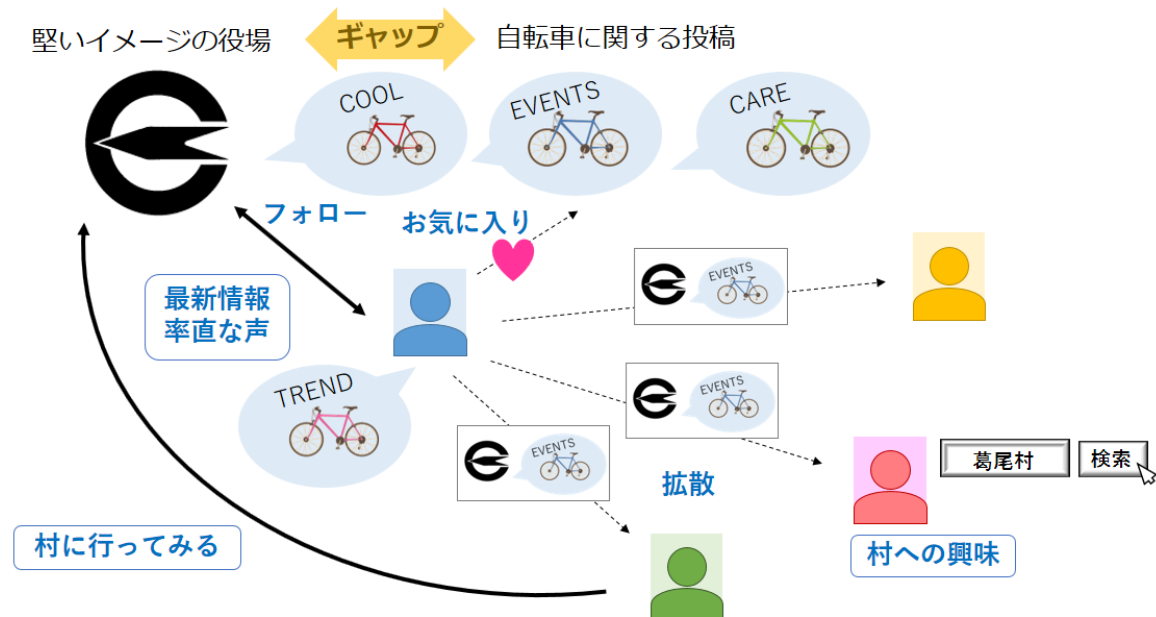 堅いイメージの役場
ギャップ
自転車に関する投稿
COOL
EVENTS
CARE
フォロー
お気に入り
EVENTS
最新情報
率直な声
TREND
EVENTS
EVENTS
葛尾村
検索
拡散
村に行ってみる
村への興味